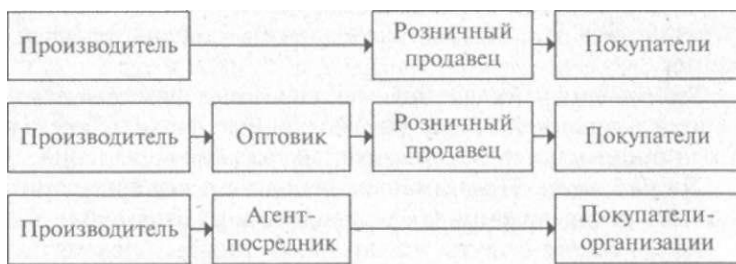 Производитель
Розничный
продавец
Покупатели
Производитель
Оптовик
Розничный
продавец
Покупатели
Производитель
Агент-
посредник
Покупатели-
организации